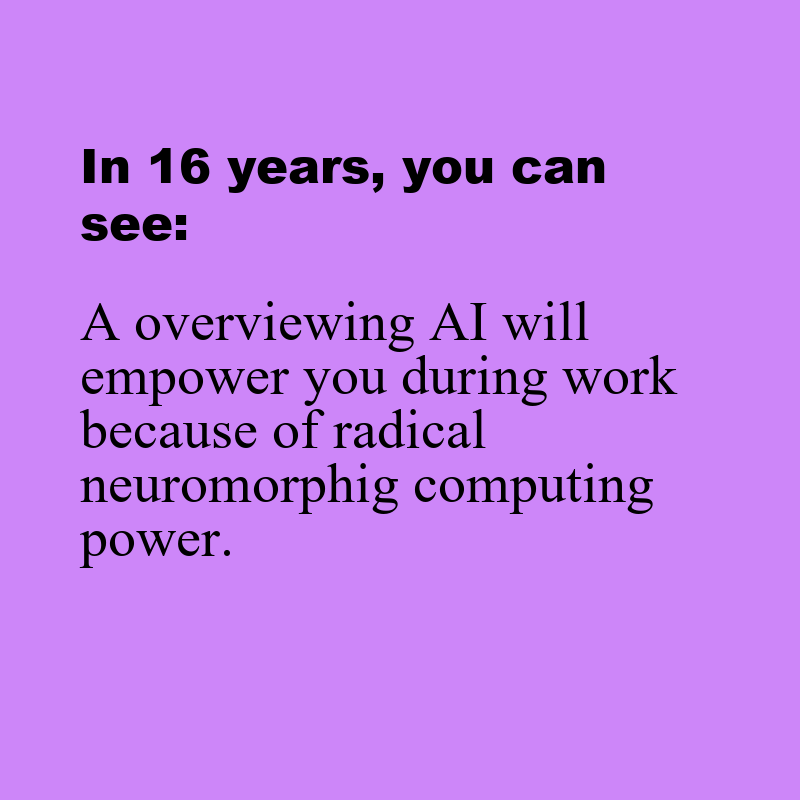 In 16 years, you can
see:
A overviewing AI will
empower you during work
because of radical
neuromorphig computing
power.